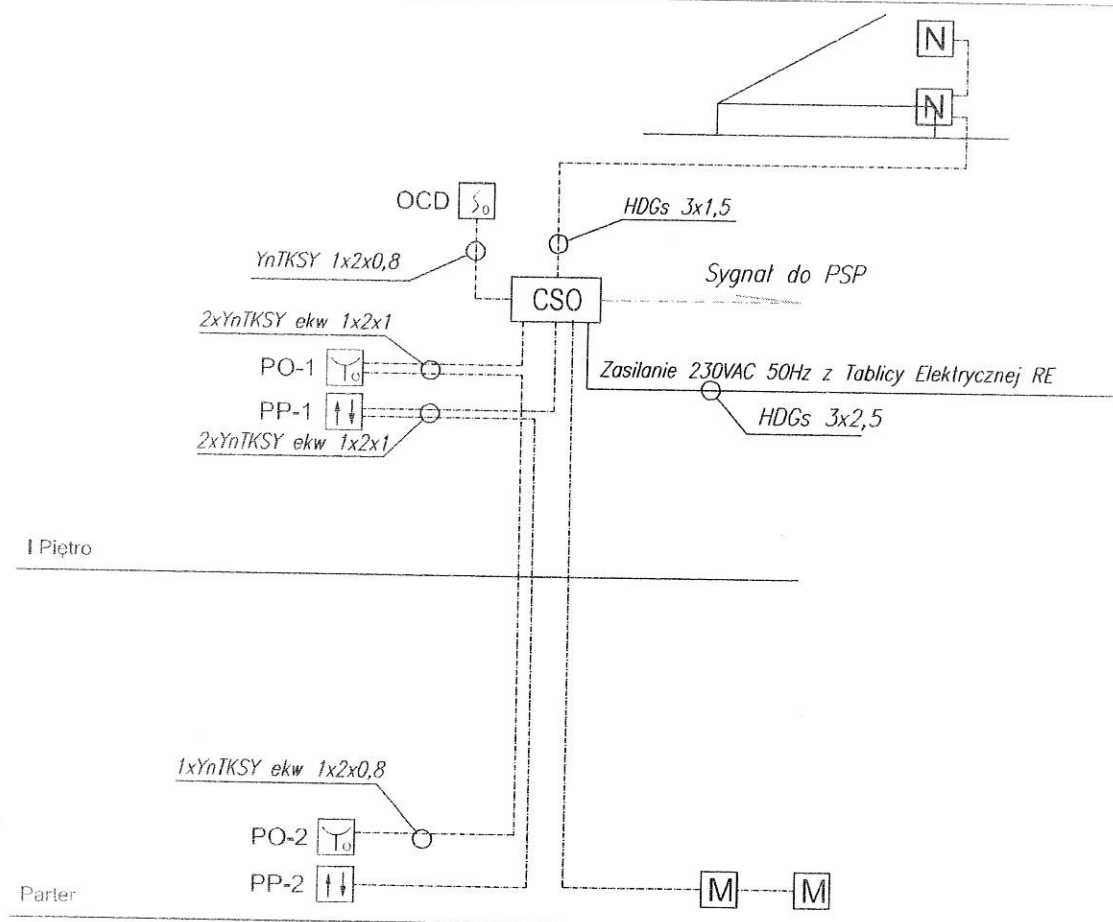 N
N
OCD
HDGs 3x1,5
YnTKSY 1x2x0,8
Sygnał do PSP
CSO
2xYnTKSY ekw 1x2x1
PO-1
Zasilanie 230VAC 50Hz z Tablicy Elektrycznej RE
PP-1
HDGs 3x2,5
2xYnTKSY ekw 1x2x1
I Piętro
1xYnTKSY ekw 1x2x0,8
PO-2
PP-2
M M
Parter